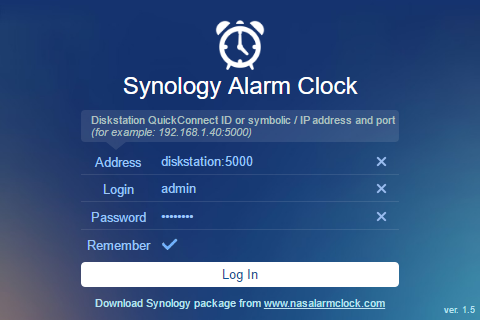 Synology Alarm Clock
Diskstation QuickConnect ID or symbolic / IP address and port
(for example: 192.168.1.40:5000)
Address diskstation:5000
Login admin
Password ••••••••
Remember
Log In
Download Synology package from www.nasalarmclock.com
ver. 1.5